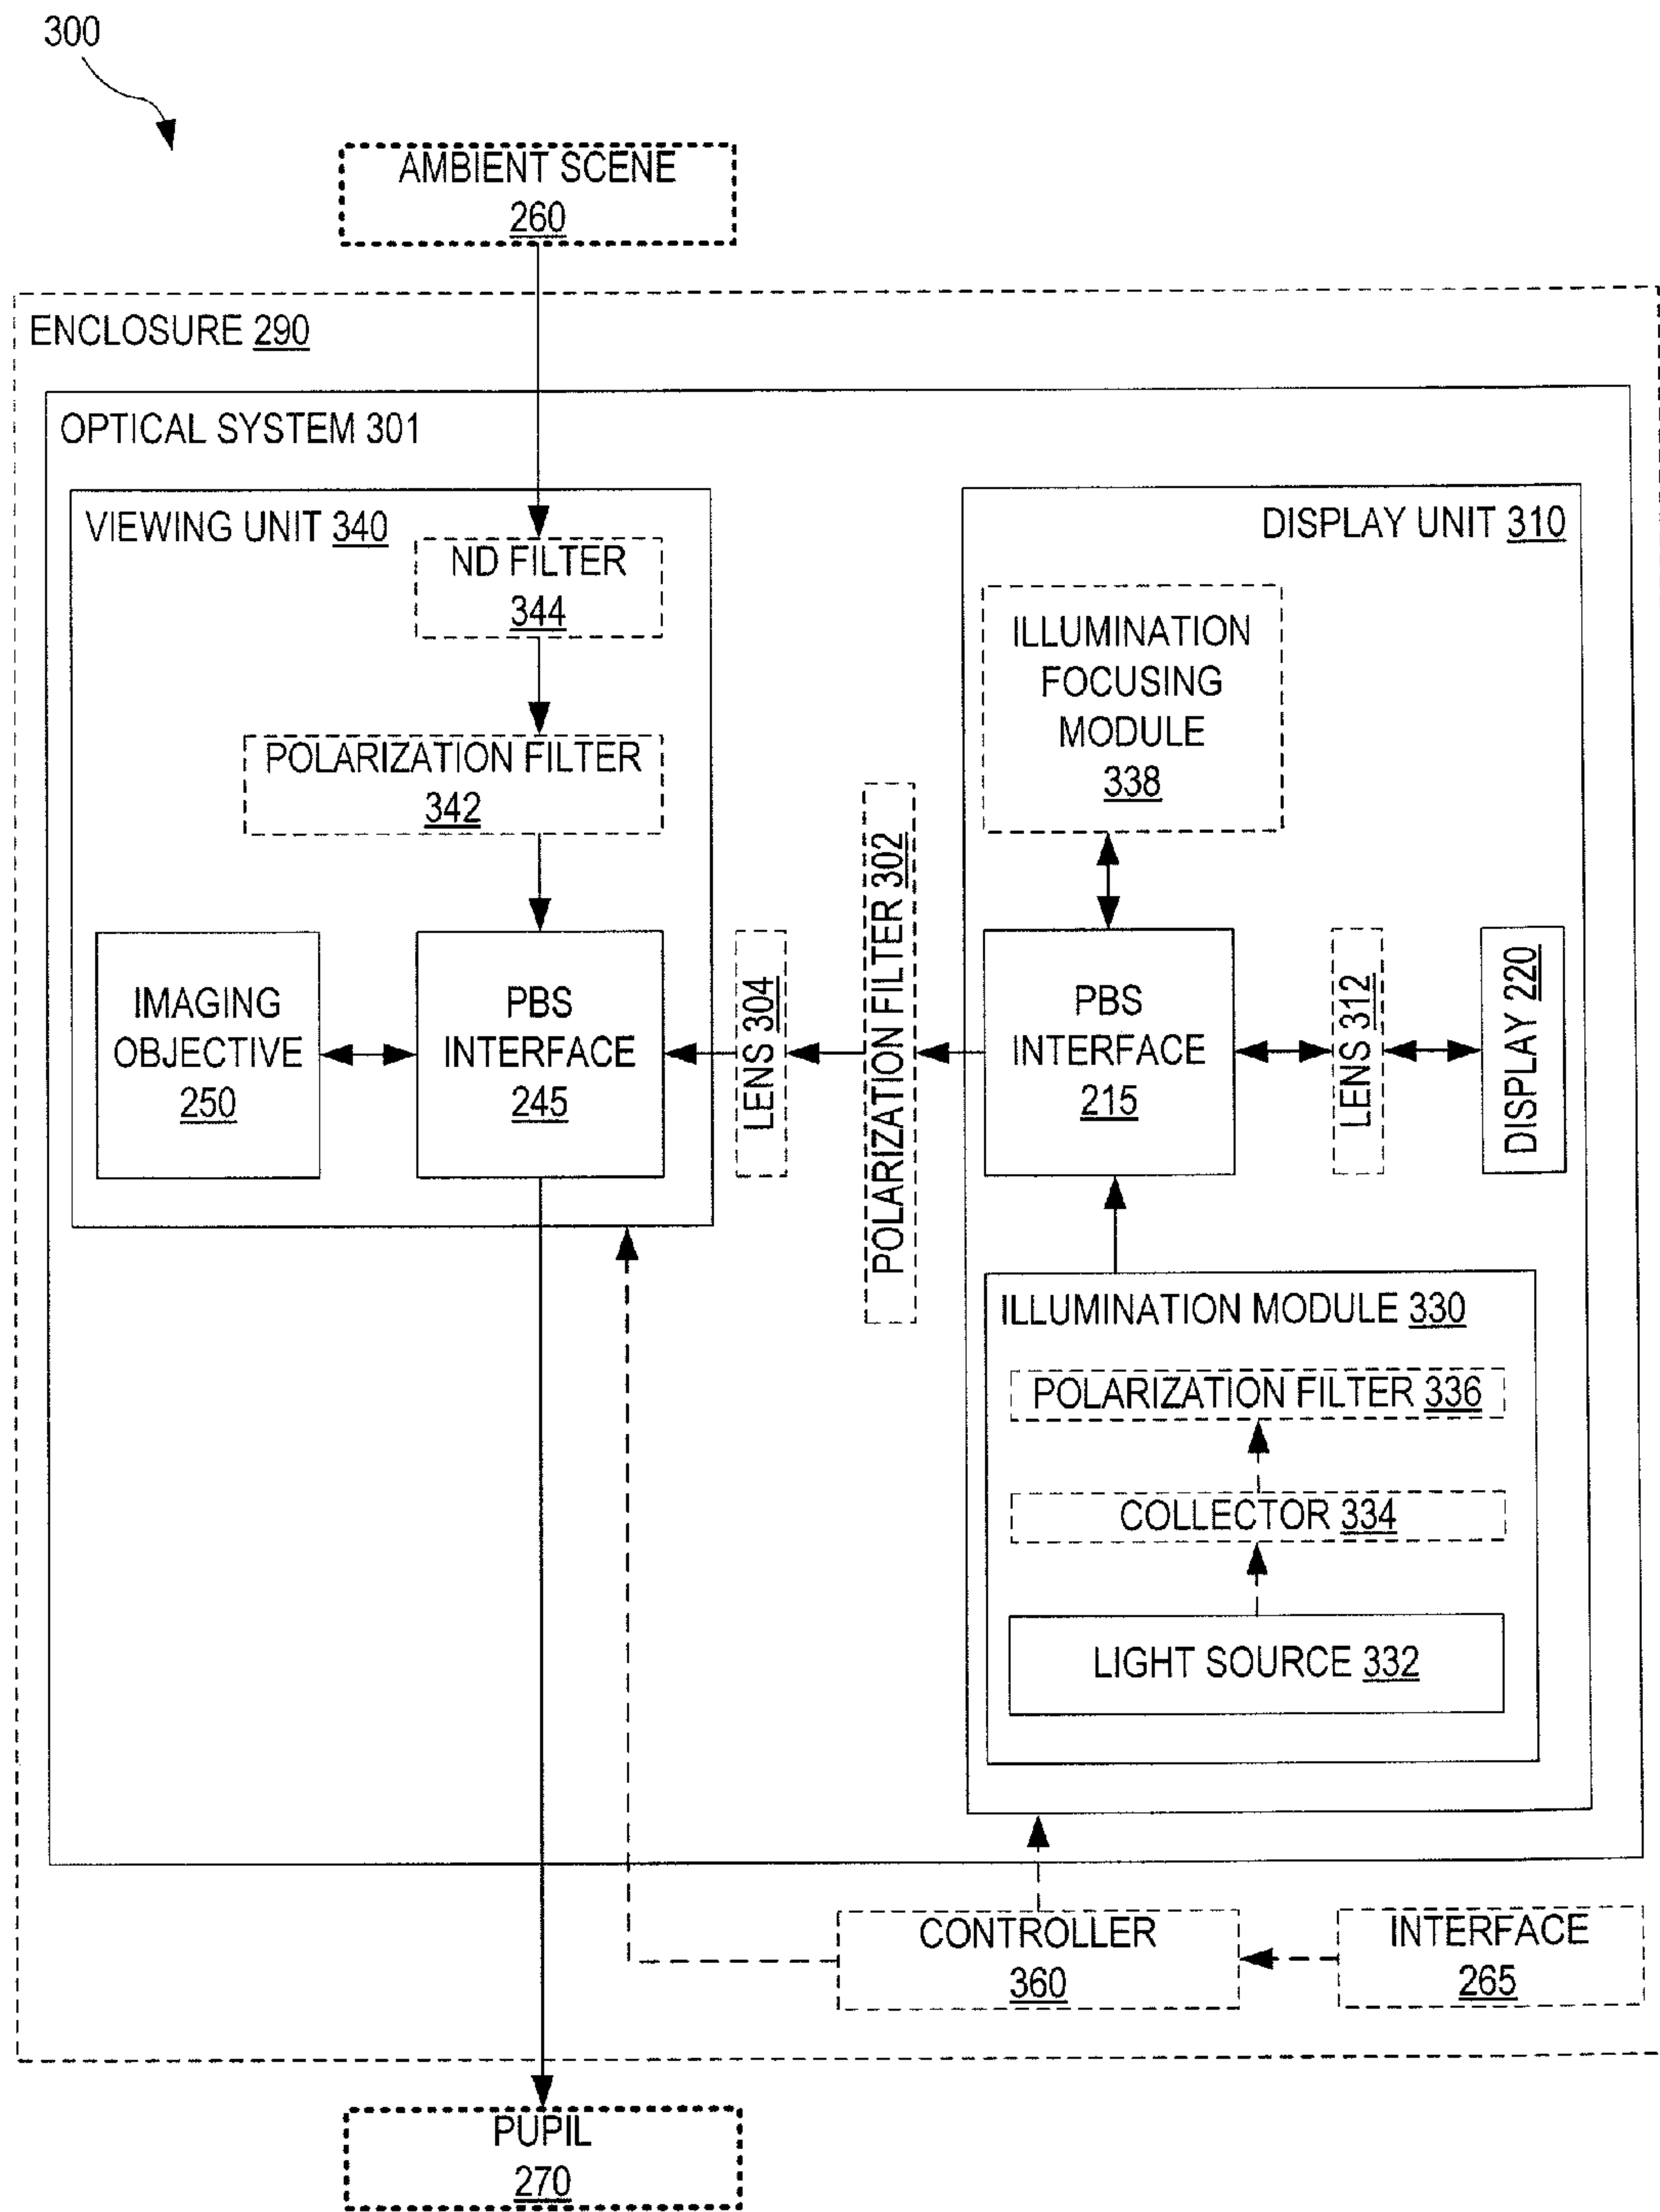 300
AMBIENT SCENE
260
ENCLOSURE 290
OPTICAL SYSTEM 301
VIEWING UNIT 340
ND FILTER
344
POLARIZATION FILTER
342
IMAGING
OBJECTIVE
250
PBS
INTERFACE
245
LENS 304
POLARIZATION FILTER 302
DISPLAY UNIT 310
ILLUMINATION
FOCUSING
MODULE
338
PBS
INTERFACE
215
LENS 312
DISPLAY 220
ILLUMINATION MODULE 330
POLARIZATION FILTER 336
COLLECTOR 334
LIGHT SOURCE 332
CONTROLLER
360
INTERFACE
265
PUPIL
270